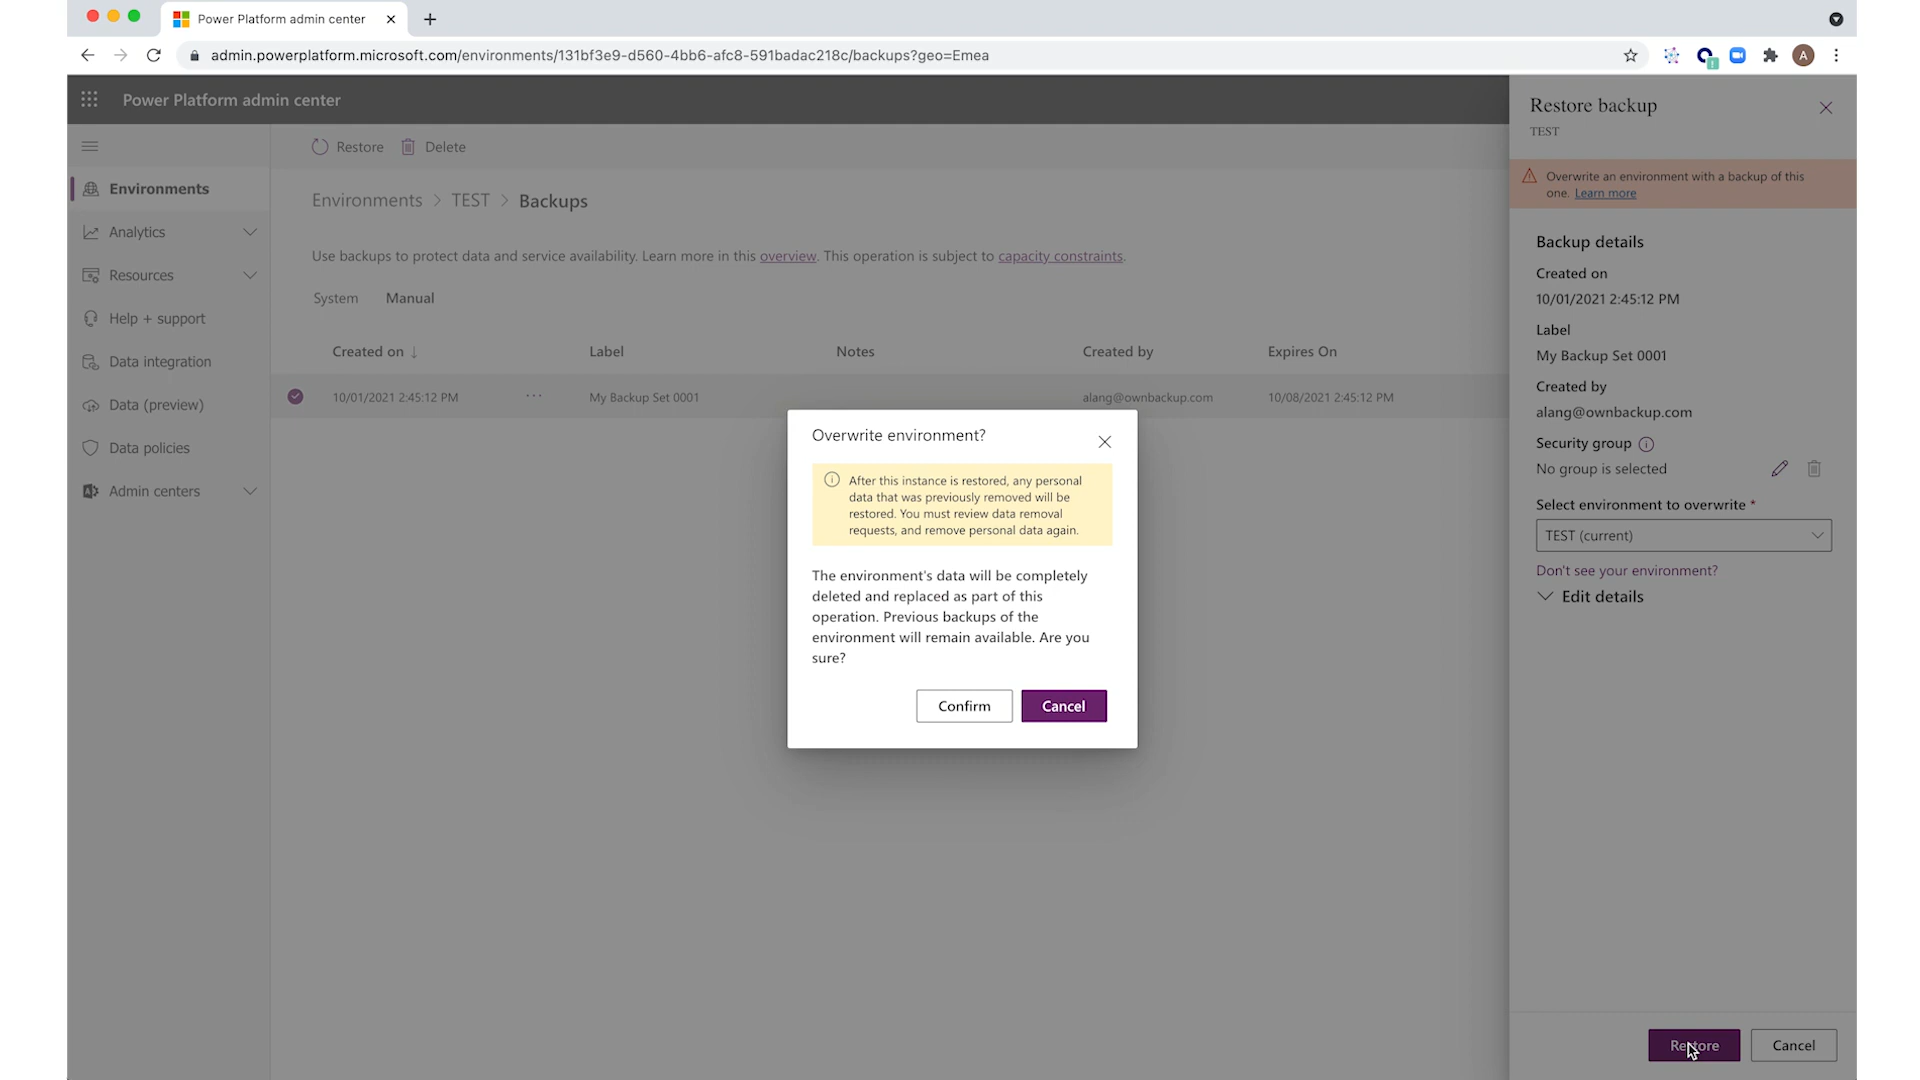 Power Platform admin center
admin.powerplatform.microsoft.com/environments/131bf3e9-d560-4bb6-afc8-591badac218c/backups?geo=Emea
A
Power Platform admin center
Environments
Analytics
Resources
Help + support
Data integration
Data (preview)
Data policies
Admin centers
Restore
Delete
Environments > TEST > Backups
Use backups to protect data and service availability. Learn more in this overview. This operation is subject to capacity constraints.
System
Manual
Created on ↓
Label
Notes
Created by
Expires On
10/01/2021 2:45:12 PM
...
My Backup Set 0001
alang@ownbackup.com
10/08/2021 2:45:12 PM
Overwrite environment?
After this instance is restored, any personal
data that was previously removed will be
restored. You must review data removal
requests, and remove personal data again.
The environment's data will be completely
deleted and replaced as part of this
operation. Previous backups of the
environment will remain available. Are you
sure?
Confirm
Cancel
Restore backup
TEST
Overwrite an environment with a backup of this
one. Learn more
Backup details
Created on
10/01/2021 2:45:12 PM
Label
My Backup Set 0001
Created by
alang@ownbackup.com
Security group
No group is selected
Select environment to overwrite *
TEST (current)
Don't see your environment?
Edit details
Restore
Cancel